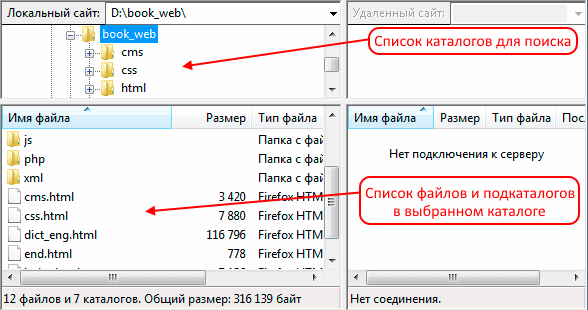 Локальный сайт: D:\book_web\
Удаленный сайт:
book_web
cms
css
html
Список каталогов для поиска
Имя файла Размер Тип файла
js Папка с фай
php Папка с фай
xml Папка с фай
cms.html 3 420 Firefox HTM
css.html 7 880 Firefox HTM
dict_eng.html 116 796 Firefox HTM
end.html 778 Firefox HTM
12 файлов и 7 каталогов. Общий размер: 316 139 байт
Имя файла Размер Тип файла Пос.
Нет подключения к серверу
Список файлов и подкаталогов
в выбранном каталоге
Нет соединения.